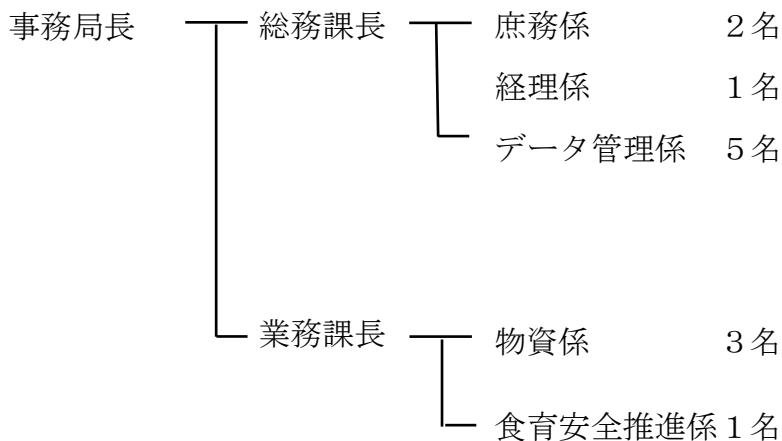 事務局長 総務課長 庶務係 2名
経理係 1名
データ管理係 5名
業務課長 物資係 3名
食育安全推進係 1名